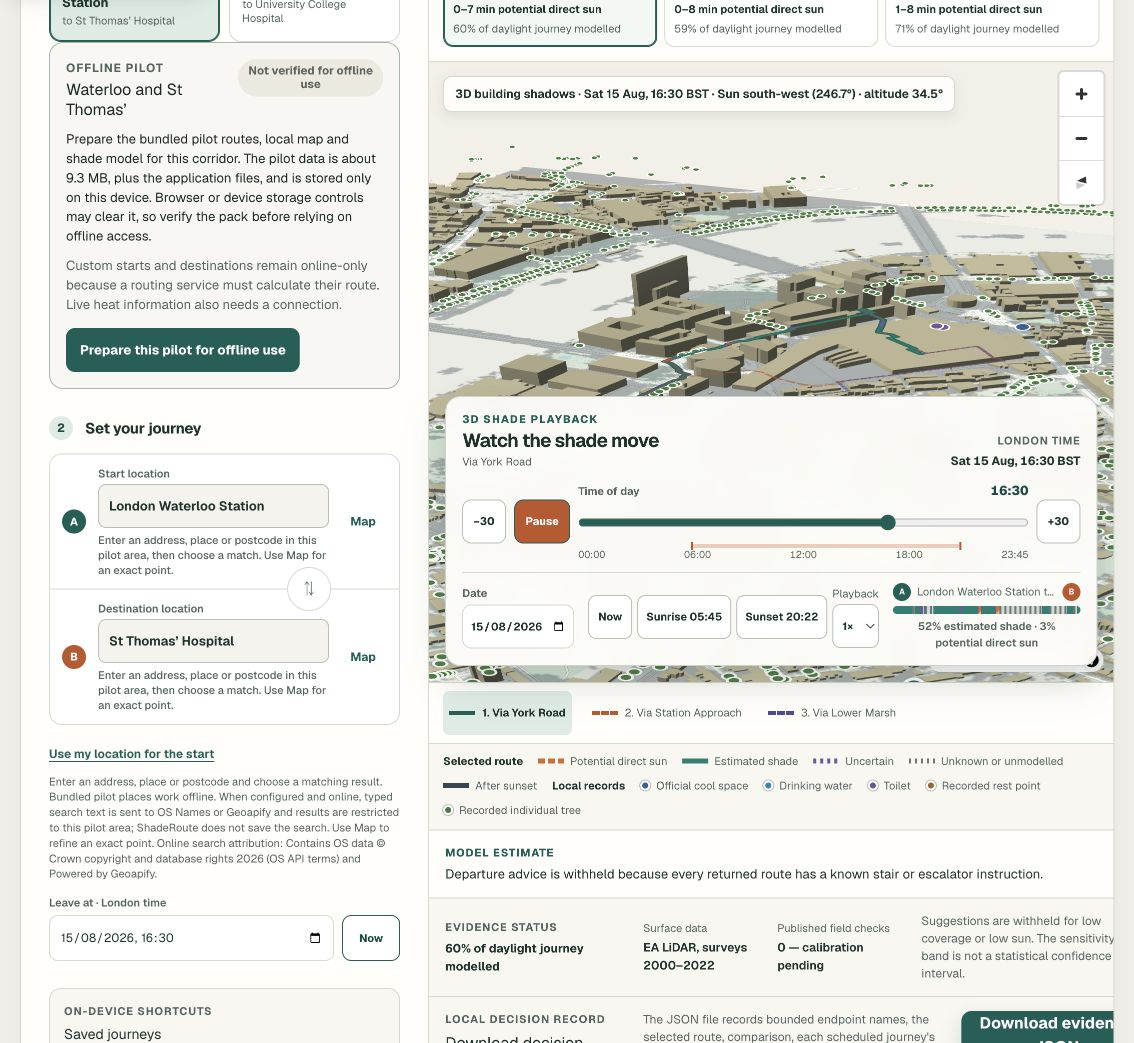 Station
to St Thomas' Hospital
to University College
Hospital
OFFLINE PILOT
Not verified for offline
use
Waterloo and St
Thomas'
Prepare the bundled pilot routes, local map and
shade model for this corridor. The pilot data is about
9.3 MB, plus the application files, and is stored only
on this device. Browser or device storage controls
may clear it, so verify the pack before relying on
offline access.
Custom starts and destinations remain online-only
because a routing service must calculate their route.
Live heat information also needs a connection.
Prepare this pilot for offline use
2 Set your journey
Start location
A
London Waterloo Station
Map
Enter an address, place or postcode in this
pilot area, then choose a match. Use Map for
an exact point.
Destination location
B
St Thomas' Hospital
Map
Enter an address, place or postcode in this
pilot area, then choose a match. Use Map for
an exact point.
Use my location for the start
Enter an address, place or postcode and choose a matching result.
Bundled pilot places work offline. When configured and online, typed
search text is sent to OS Names or Geoapify and results are restricted
to this pilot area; ShadeRoute does not save the search. Use Map to
refine an exact point. Online search attribution: Contains OS data ©
Crown copyright and database rights 2026 (OS API terms) and
Powered by Geoapify.
Leave at · London time
15/08/2026, 16:30
Now
ON-DEVICE SHORTCUTS
Saved journeys
0–7 min potential direct sun
60% of daylight journey modelled
0–8 min potential direct sun
59% of daylight journey modelled
1–8 min potential direct sun
71% of daylight journey modelled
3D building shadows · Sat 15 Aug, 16:30 BST · Sun south-west (246.7°) · altitude 34.5°
+
−
3D SHADE PLAYBACK
Watch the shade move
Via York Road
LONDON TIME
Sat 15 Aug, 16:30 BST
Time of day
16:30
−30
Pause
+30
00:00
06:00
12:00
18:00
23:45
Date
15/08/2026
Now
Sunrise 05:45
Sunset 20:22
Playback
1×
A London Waterloo Station t... B
52% estimated shade · 3%
potential direct sun
1. Via York Road
2. Via Station Approach
3. Via Lower Marsh
Selected route Potential direct sun Estimated shade Uncertain Unknown or unmodelled
After sunset Local records Official cool space Drinking water Toilet Recorded rest point
Recorded individual tree
MODEL ESTIMATE
Departure advice is withheld because every returned route has a known stair or escalator instruction.
EVIDENCE STATUS
60% of daylight journey
modelled
Surface data
EA LiDAR, surveys
2000–2022
Published field checks
0 — calibration
pending
Suggestions are withheld for low
coverage or low sun. The sensitivity
band is not a statistical confidence
interval.
LOCAL DECISION RECORD
Download decision
The JSON file records bounded endpoint names, the
selected route, comparison, each scheduled journey's
Download eviden
JSON